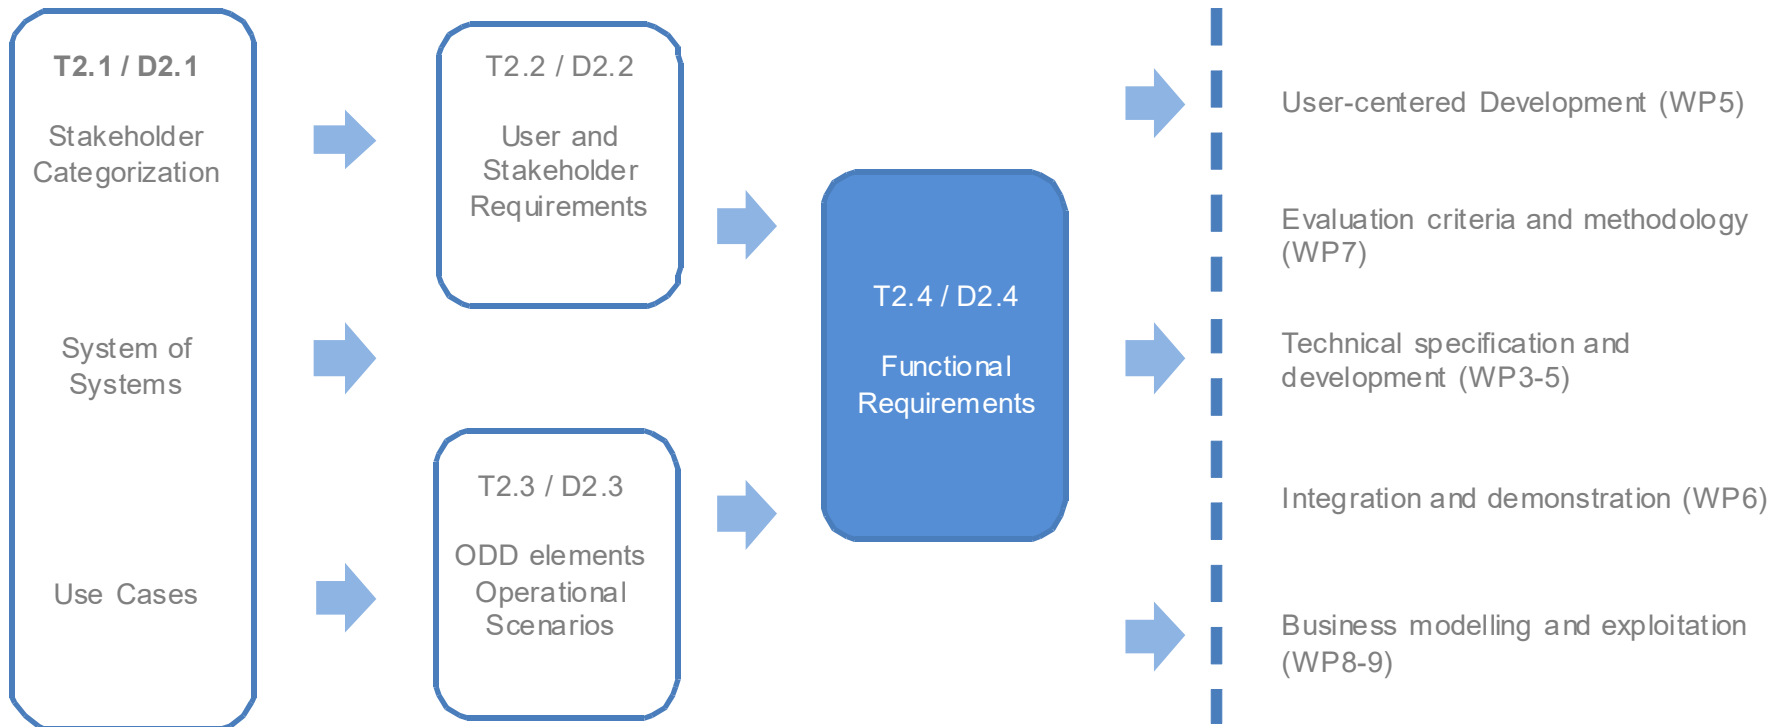 T2.1 / D2.1
Stakeholder
Categorization
System of
Systems
Use Cases
T2.2 / D2.2
User and
Stakeholder
Requirements
T2.3 / D2.3
ODD elements
Operational
Scenarios
T2.4 / D2.4
Functional
Requirements
User-centered Development (WP5)
Evaluation criteria and methodology
(WP7)
Technical specification and
development (WP3-5)
Integration and demonstration (WP6)
Business modelling and exploitation
(WP8-9)